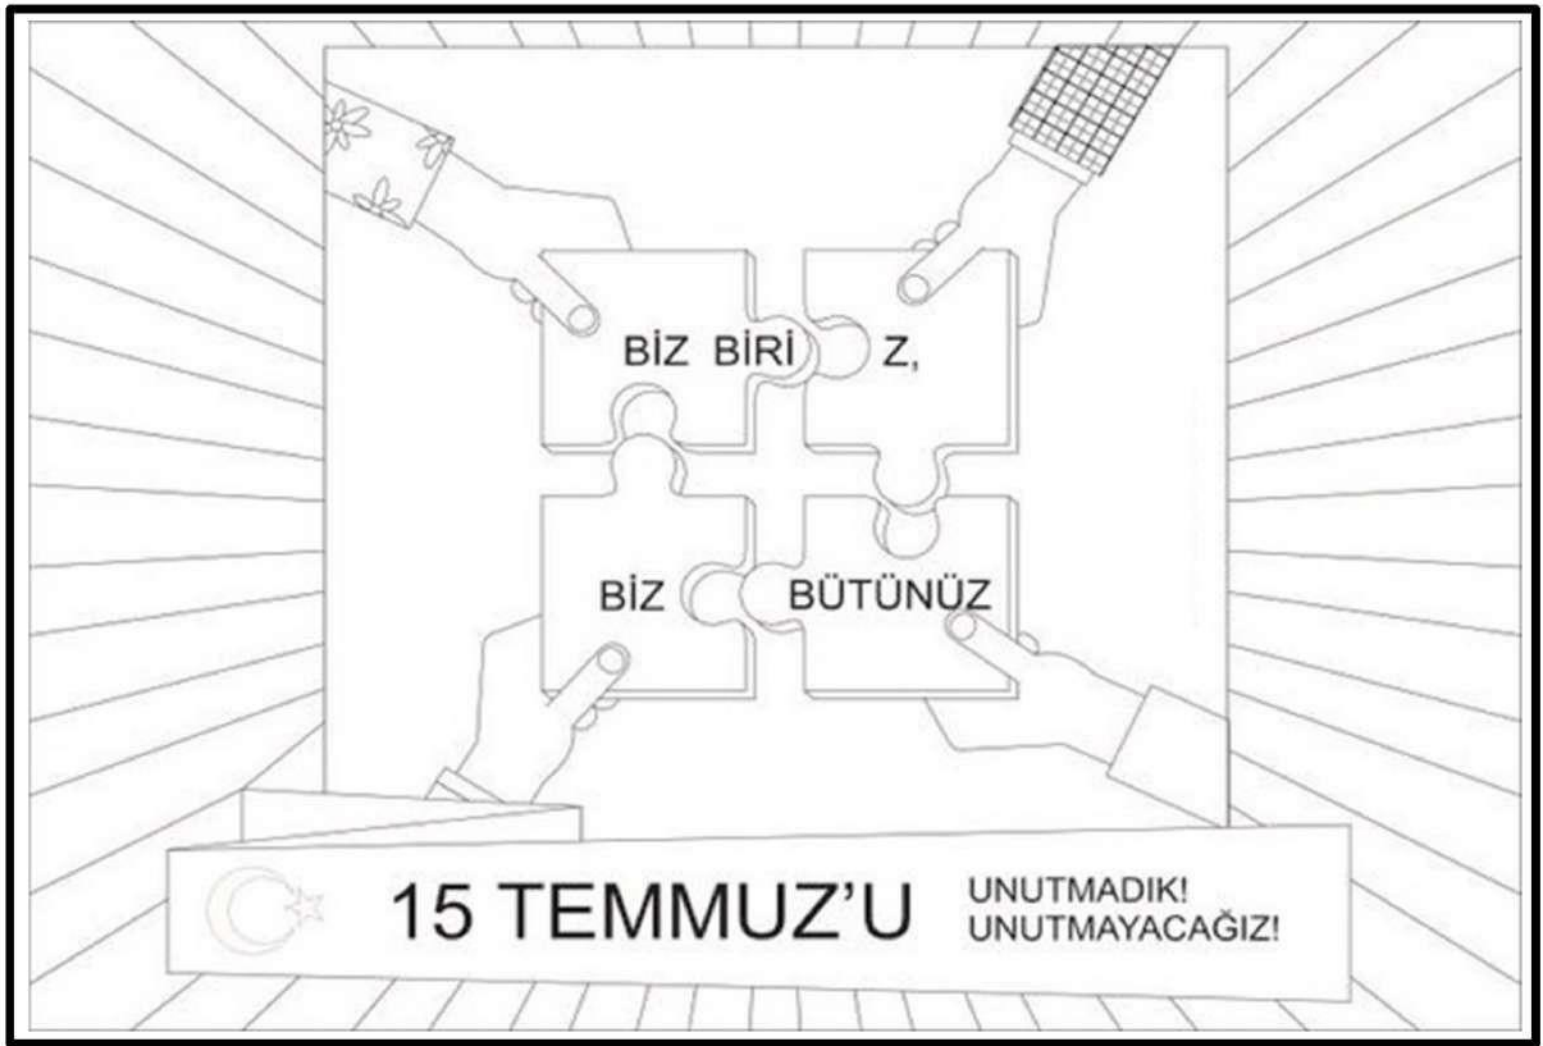 BİZ BİRİ Z,
BİZ BÜTÜNÜZ
15 TEMMUZ'U
UNUTMADIK!
UNUTMAYACAĞIZ!